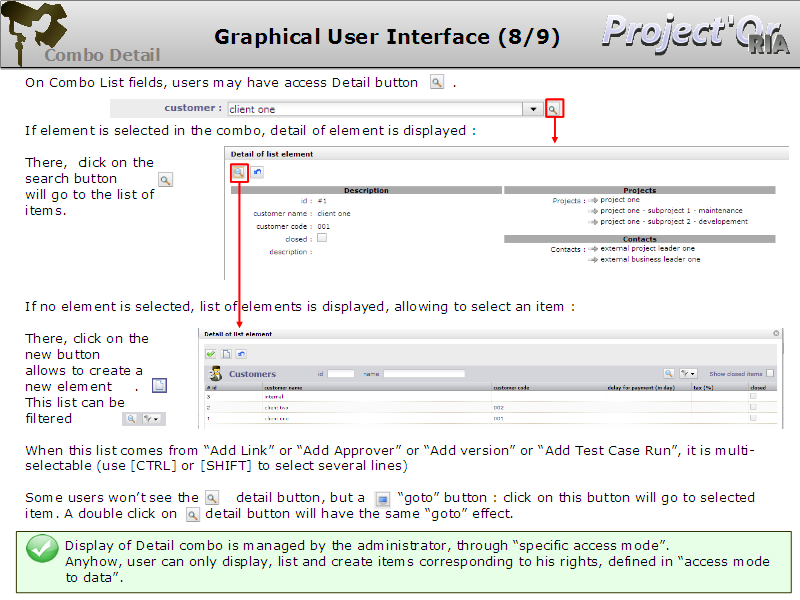 Combo Detail
Graphical User Interface (8/9)
Project'Or
RIA
On Combo List fields, users may have access Detail button .
customer : client one
If element is selected in the combo, detail of element is displayed :
There, click on the
search button
will go to the list of
items.
Detail of list element
Description
id : #1
customer name : client one
customer code : 001
closed :
description :
Projects
Projects : project one
project one - subproject 1 - maintenance
project one - subproject 2 - developement
Contacts
Contacts : external project leader one
external business leader one
If no element is selected, list of elements is displayed, allowing to select an item :
There, click on the
new button
allows to create a
new element .
This list can be
filtered
Detail of list element
Customers id name Show closed items
# id customer name customer code delay for payment (in day) tax (%) closed
3 internal
2 client two 002
1 client one 001
When this list comes from “Add Link” or “Add Approver” or “Add version” or “Add Test Case Run”, it is multi-
selectable (use [CTRL] or [SHIFT] to select several lines)
Some users won’t see the detail button, but a “goto” button : click on this button will go to selected
item. A double click on detail button will have the same “goto” effect.
Display of Detail combo is managed by the administrator, through “specific access mode”.
Anyhow, user can only display, list and create items corresponding to his rights, defined in “access mode
to data”.